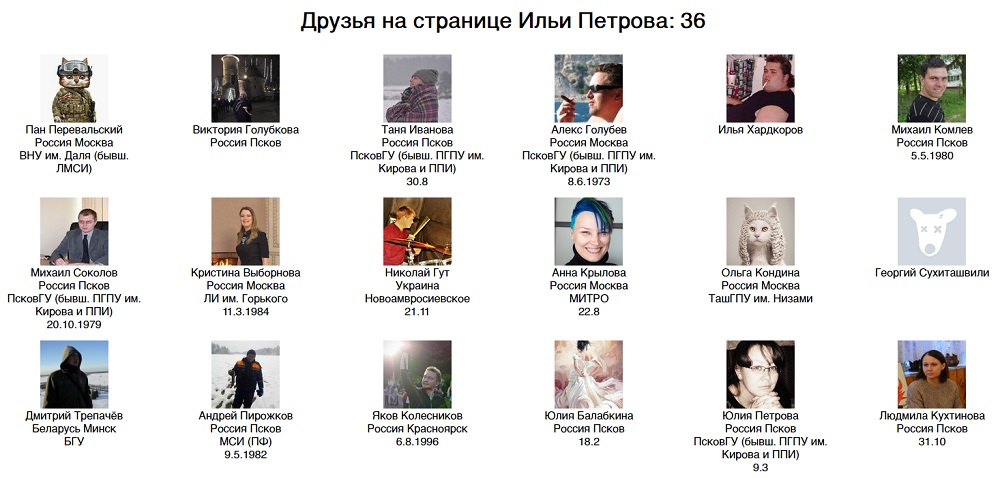 Друзья на странице Ильи Петрова: 36
Пан Перевальский
Россия Москва
ВНУ им. Даля (бывш.
ЛМСИ)
Виктория Голубкова
Россия Псков
Таня Иванова
Россия Псков
ПсковГУ (бывш. ПГПУ им.
Кирова и ППИ)
30.8
Алекс Голубев
Россия Москва
ПсковГУ (бывш. ПГПУ им.
Кирова и ППИ)
8.6.1973
Илья Хардкоров
Михаил Комлев
Россия Псков
5.5.1980
Михаил Соколов
Россия Псков
ПсковГУ (бывш. ПГПУ им.
Кирова и ППИ)
20.10.1979
Кристина Выборнова
Россия Москва
ЛИ им. Горького
11.3.1984
Николай Гут
Украина
Новоамвросиевское
21.11
Анна Крылова
Россия Москва
МИТРО
22.8
Ольга Кондина
Россия Москва
ТашГПУ им. Низами
Георгий Сухиташвили
Дмитрий Трепачёв
Беларусь Минск
БГУ
Андрей Пирожков
Россия Псков
МСИ (ПФ)
9.5.1982
Яков Колесников
Россия Красноярск
6.8.1996
Юлия Балабкина
Россия Псков
18.2
Юлия Петрова
Россия Псков
ПсковГУ (бывш. ПГПУ им.
Кирова и ППИ)
9.3
Людмила Кухтинова
Россия Псков
31.10